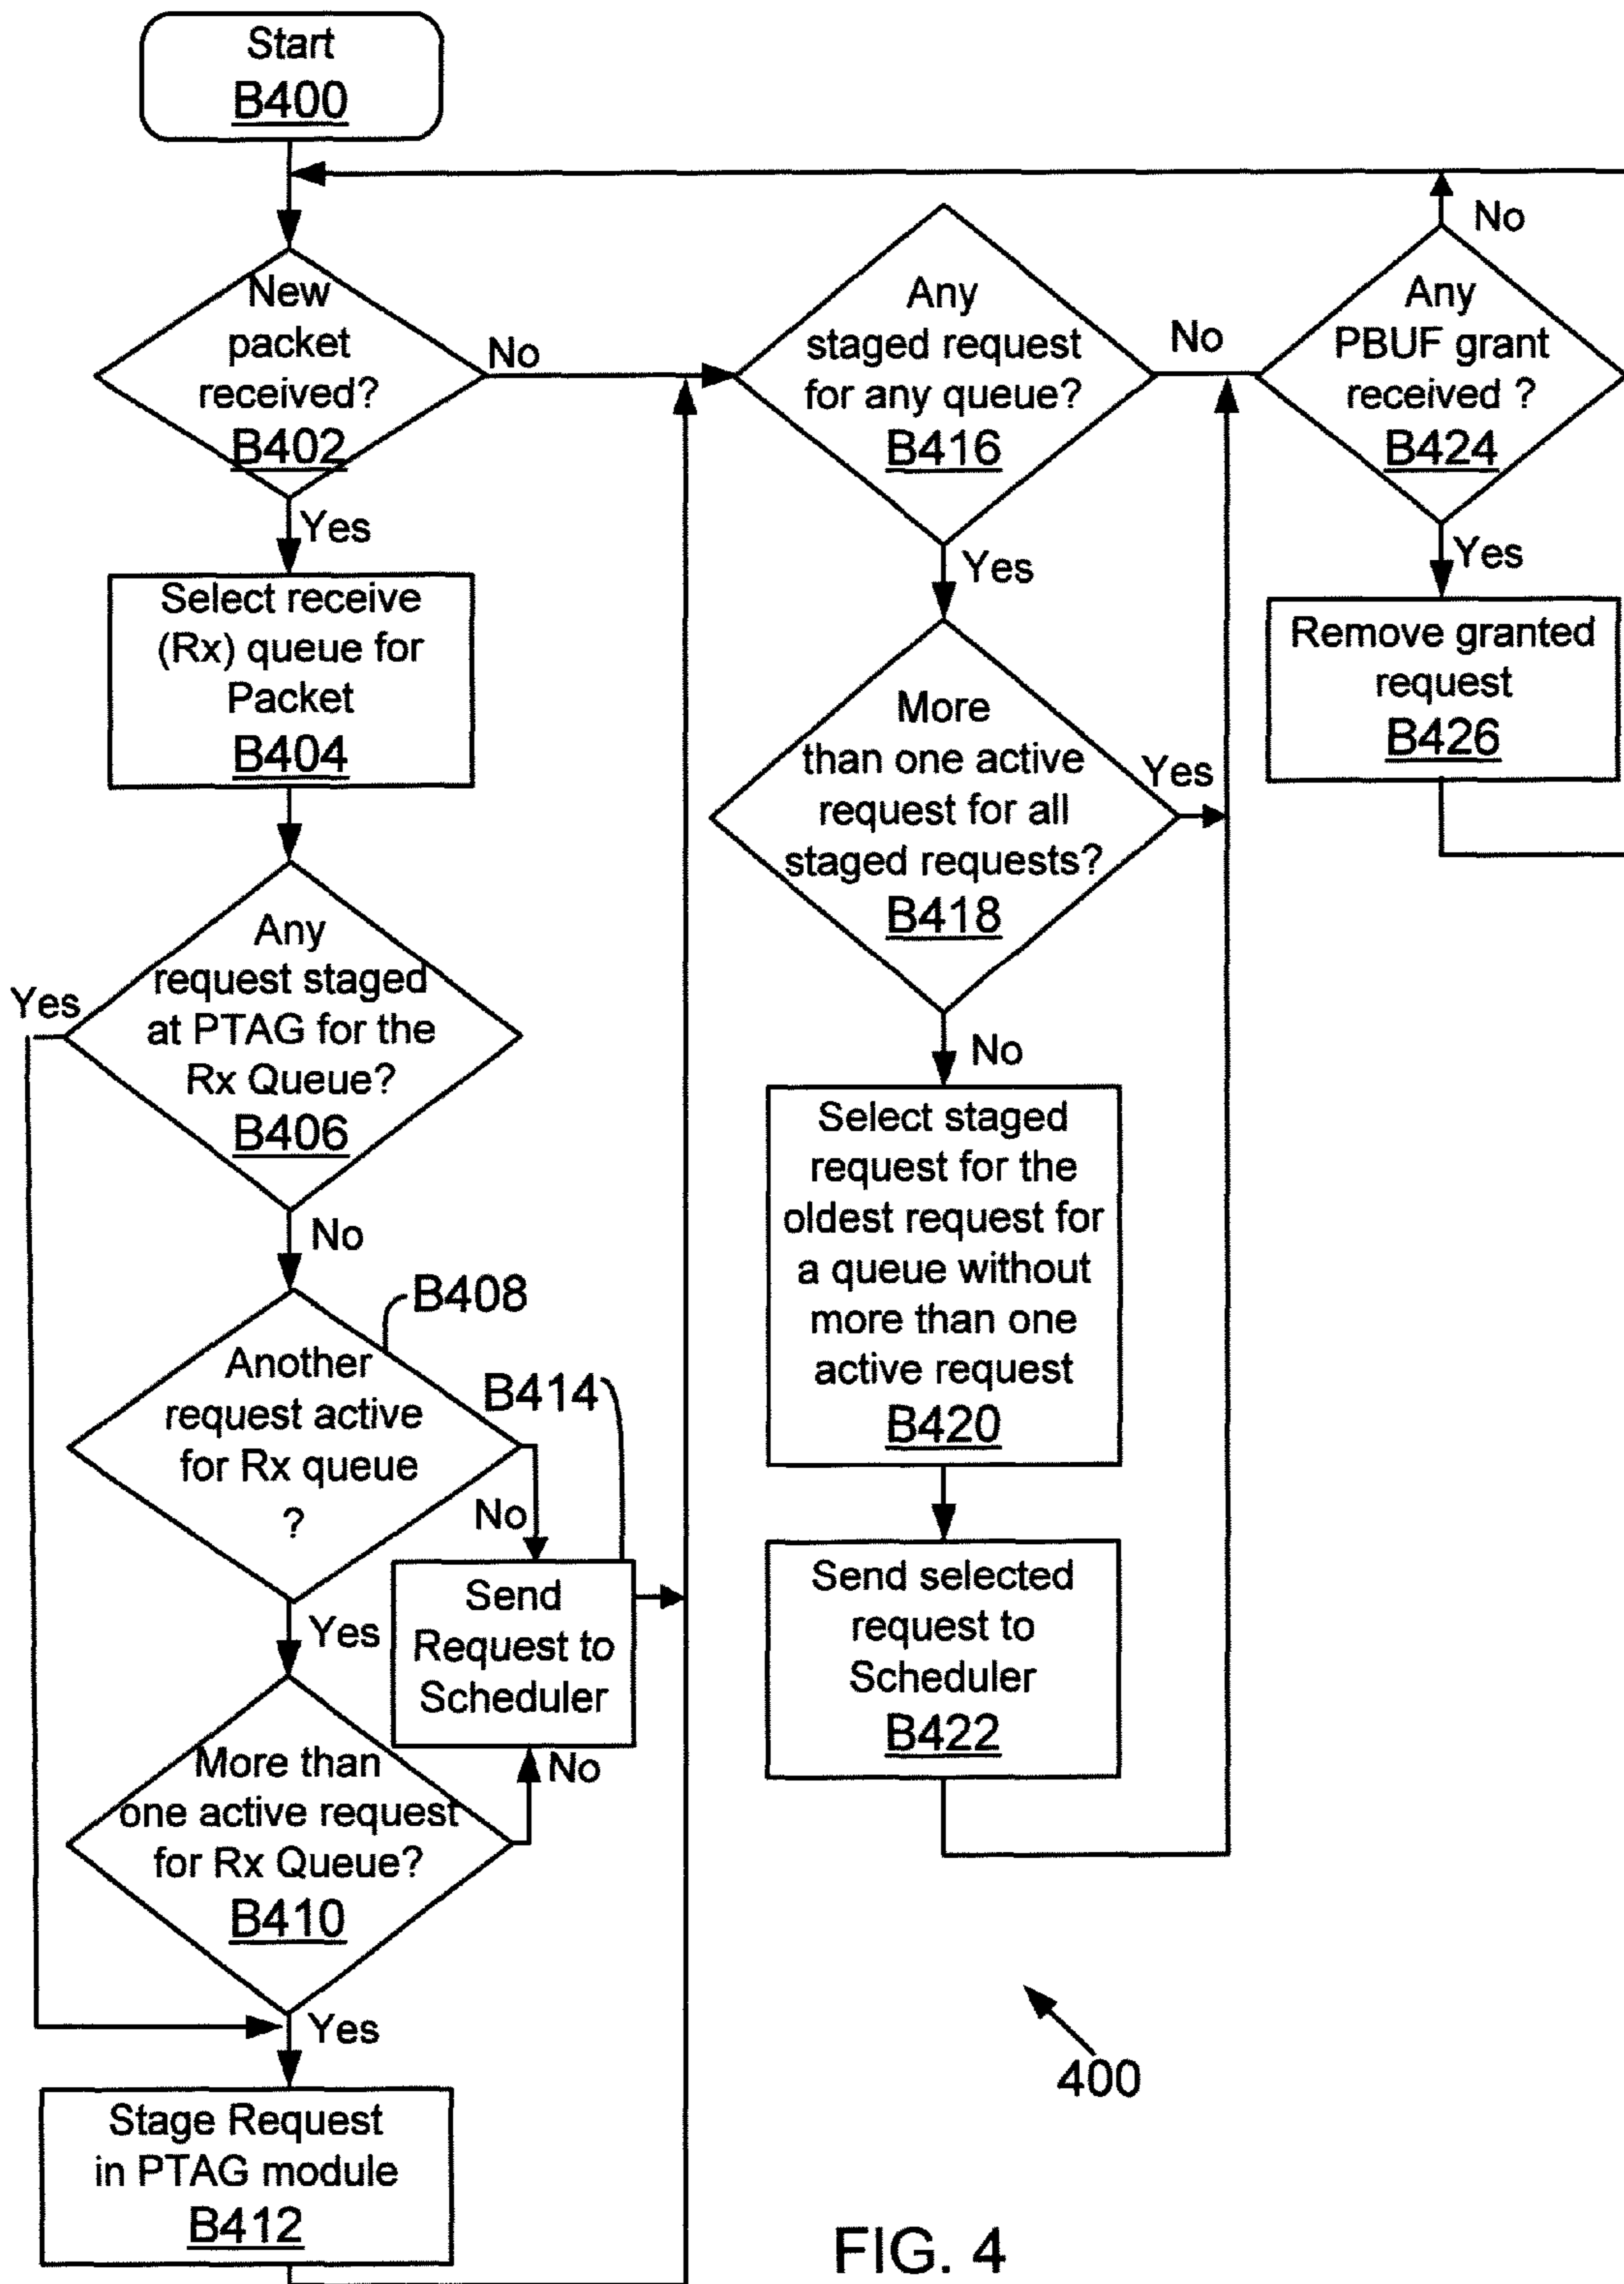 Start
B400
New
packet
received?
B402
No
Yes
Select receive
(Rx) queue for
Packet
B404
Any
request staged
at PTAG for the
Rx Queue?
B406
Yes
No
B408
Another
request active
for Rx queue
?
No
Yes
B414
Send
Request to
Scheduler
More than
one active request
for Rx Queue?
B410
No
Yes
Stage Request
in PTAG module
B412
Any
staged request
for any queue?
B416
No
Yes
More
than one active
request for all
staged requests?
B418
Yes
No
Select staged
request for the
oldest request for
a queue without
more than one
active request
B420
Send selected
request to
Scheduler
B422
Any
PBUF grant
received ?
B424
No
Yes
Remove granted
request
B426
400
FIG. 4